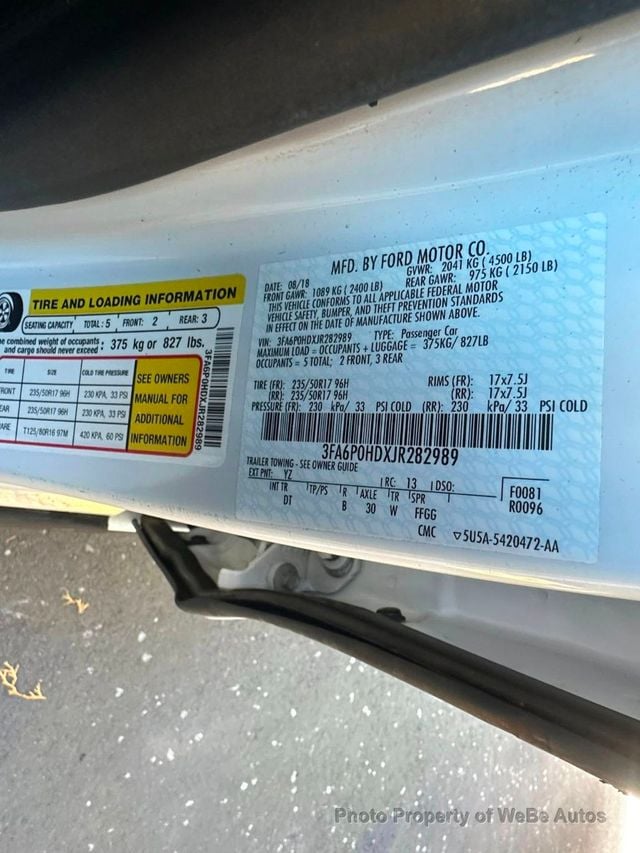 TIRE AND LOADING INFORMATION
SEATING CAPACITY TOTAL: 5 FRONT: 2 REAR: 3
combined weight of occupants
and cargo should never exceed : 375 kg or 827 lbs.
TIRE SIZE COLD TIRE PRESSURE
FRONT 235/50R17 96H 230 KPA, 33 PSI
REAR 235/50R17 96H 230 KPA, 33 PSI
SPARE T125/80R16 97M 420 KPA, 60 PSI
SEE OWNERS
MANUAL FOR
ADDITIONAL
INFORMATION
3FA6P0HDXJR282989
MFD. BY FORD MOTOR CO.
DATE: 08/18 GVWR: 2041 KG ( 4500 LB)
FRONT GAWR: 1089 KG ( 2400 LB) REAR GAWR: 975 KG ( 2150 LB)
THIS VEHICLE CONFORMS TO ALL APPLICABLE FEDERAL MOTOR
VEHICLE SAFETY, BUMPER, AND THEFT PREVENTION STANDARDS
IN EFFECT ON THE DATE OF MANUFACTURE SHOWN ABOVE.
VIN: 3FA6P0HDXJR282989 TYPE: Passenger Car
MAXIMUM LOAD = OCCUPANTS + LUGGAGE = 375KG/ 827LB
OCCUPANTS = 5 TOTAL; 2 FRONT, 3 REAR
TIRE (FR): 235/50R17 96H RIMS (FR): 17x7.5J
(RR): 235/50R17 96H (RR): 17x7.5J
PRESSURE (FR): 230 kPa/ 33 PSI COLD (RR): 230 kPa/ 33 PSI COLD
3FA6P0HDXJR282989
TRAILER TOWING - SEE OWNER GUIDE
EXT PNT: YZ RC: 13 DSO: F0081
INT TR TP/PS R AXLE TR SPR R0096
DT B 30 W FFGG
CMC ▽5U5A-5420472-AA
Photo Property of WeBe Autos